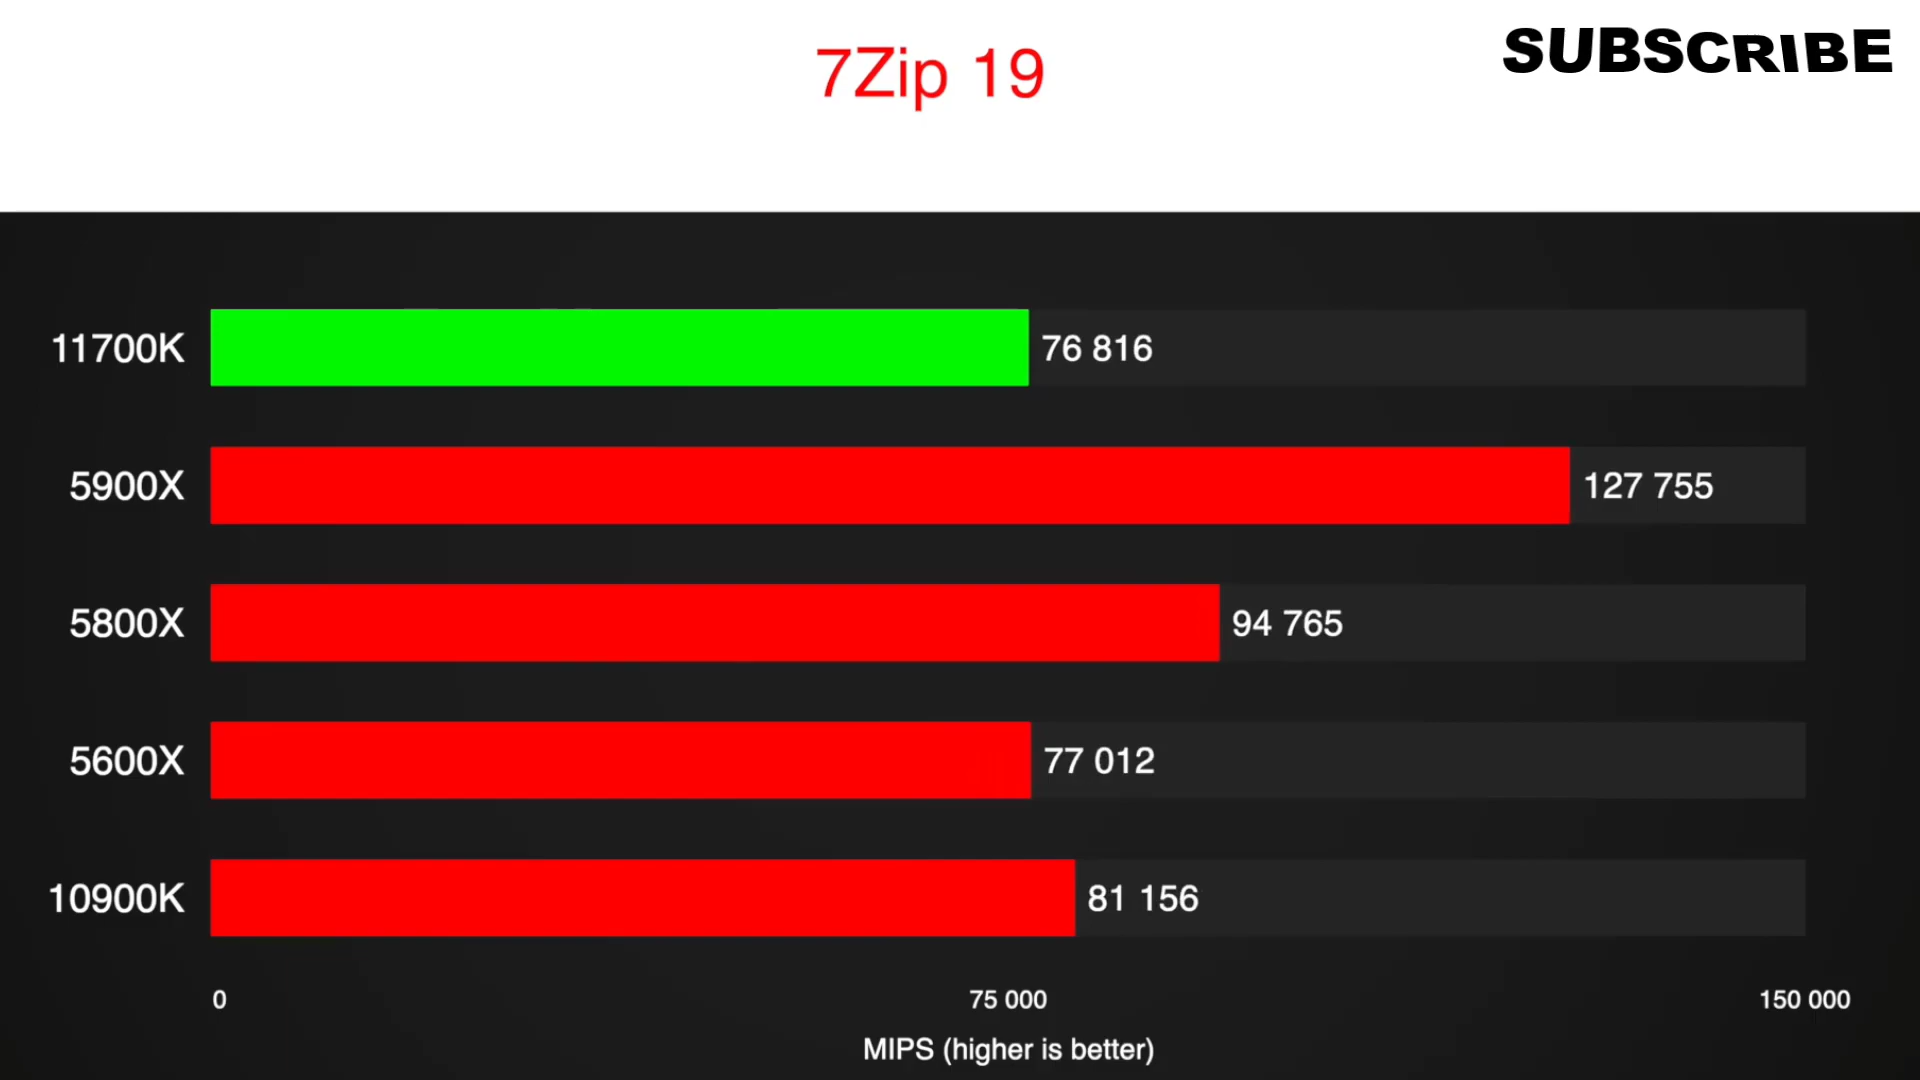 7Zip 19
SUBSCRIBE
11700K 76 816
5900X 127 755
5800X 94 765
5600X 77 012
10900K 81 156
0 75 000 150 000
MIPS (higher is better)